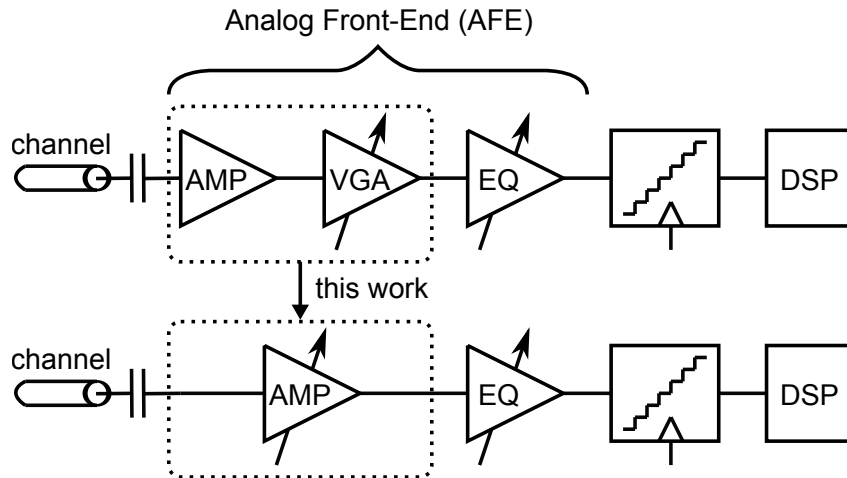 Analog Front-End (AFE)
channel
AMP VGA EQ DSP
this work
channel
AMP EQ DSP